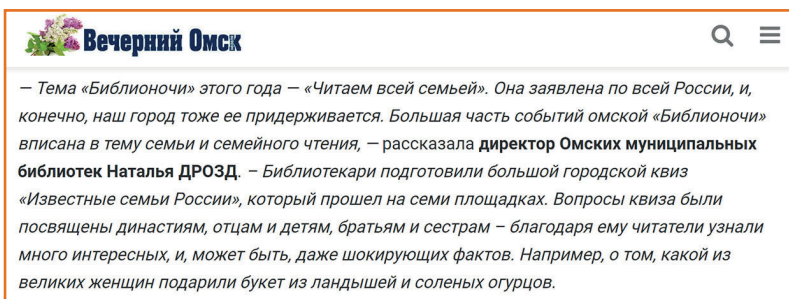 Вечерний Омск
— Тема «Библионочи» этого года — «Читаем всей семьей». Она заявлена по всей России, и,
конечно, наш город тоже ее придерживается. Большая часть событий омской «Библионочи»
вписана в тему семьи и семейного чтения, — рассказала директор Омских муниципальных
библиотек Наталья ДРОЗД. – Библиотекари подготовили большой городской квиз
«Известные семьи России», который прошел на семи площадках. Вопросы квиза были
посвящены династиям, отцам и детям, братьям и сестрам – благодаря ему читатели узнали
много интересных, и, может быть, даже шокирующих фактов. Например, о том, какой из
великих женщин подарили букет из ландышей и соленых огурцов.